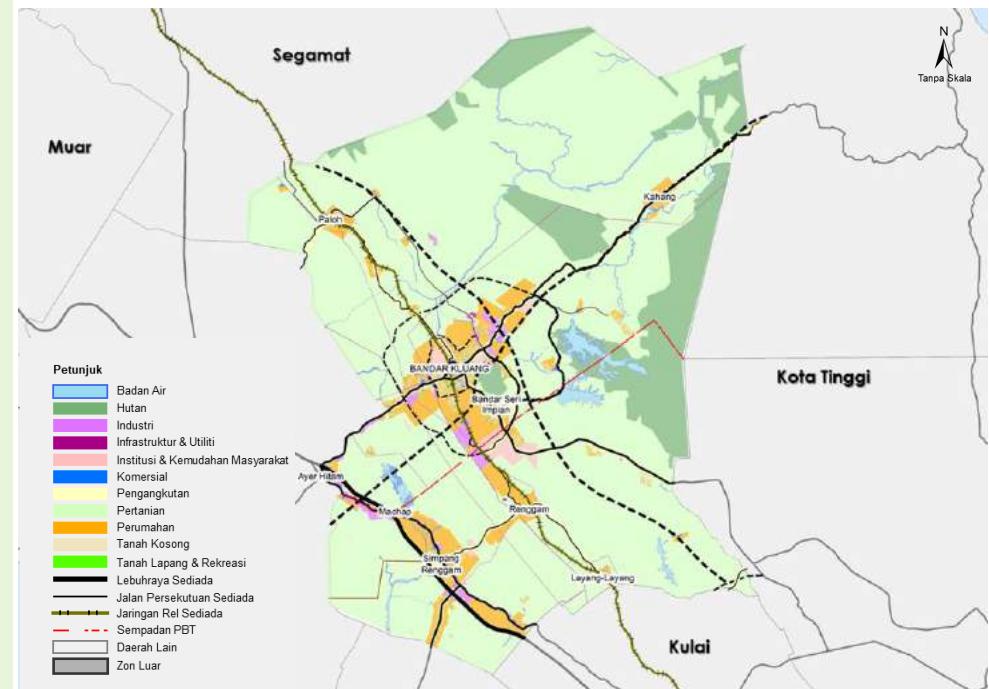 Segamat
N
Tanpa Skala
Muar
Kahang
Paloh
BANDAR KLUANG
Bandar Seri
Impian
Kota Tinggi
Ayer Hitam
Machap
Renggam
Simpang
Renggam
Layang-Layang
Kulai
Petunjuk
Badan Air
Hutan
Industri
Infrastruktur & Utiliti
Institusi & Kemudahan Masyarakat
Komersial
Pengangkutan
Pertanian
Perumahan
Tanah Kosong
Tanah Lapang & Rekreasi
Lebuhraya Sediada
Jalan Persekutuan Sediada
Jaringan Rel Sediada
Sempadan PBT
Daerah Lain
Zon Luar